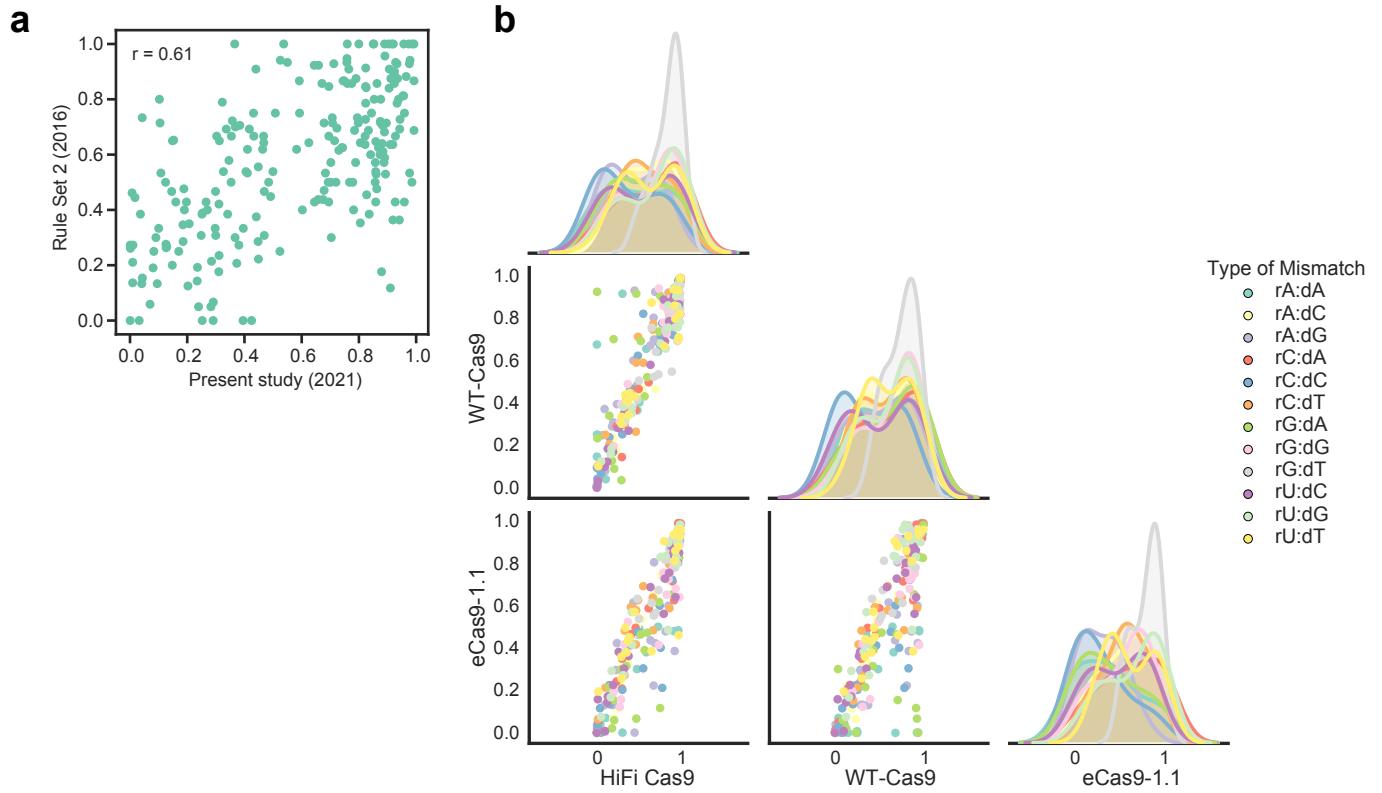 a
b
r = 0.61
1.0
0.8
0.6
0.4
0.2
0.0
Rule Set 2 (2016)
0.0 0.2 0.4 0.6 0.8 1.0
Present study (2021)
1.0
0.8
0.6
0.4
0.2
0.0
WT-Cas9
1.0
0.8
0.6
0.4
0.2
0.0
eCas9-1.1
0 1
HiFi Cas9
0 1
WT-Cas9
0 1
eCas9-1.1
Type of Mismatch
rA:dA
rA:dC
rA:dG
rC:dA
rC:dC
rC:dT
rG:dA
rG:dG
rG:dT
rU:dC
rU:dG
rU:dT